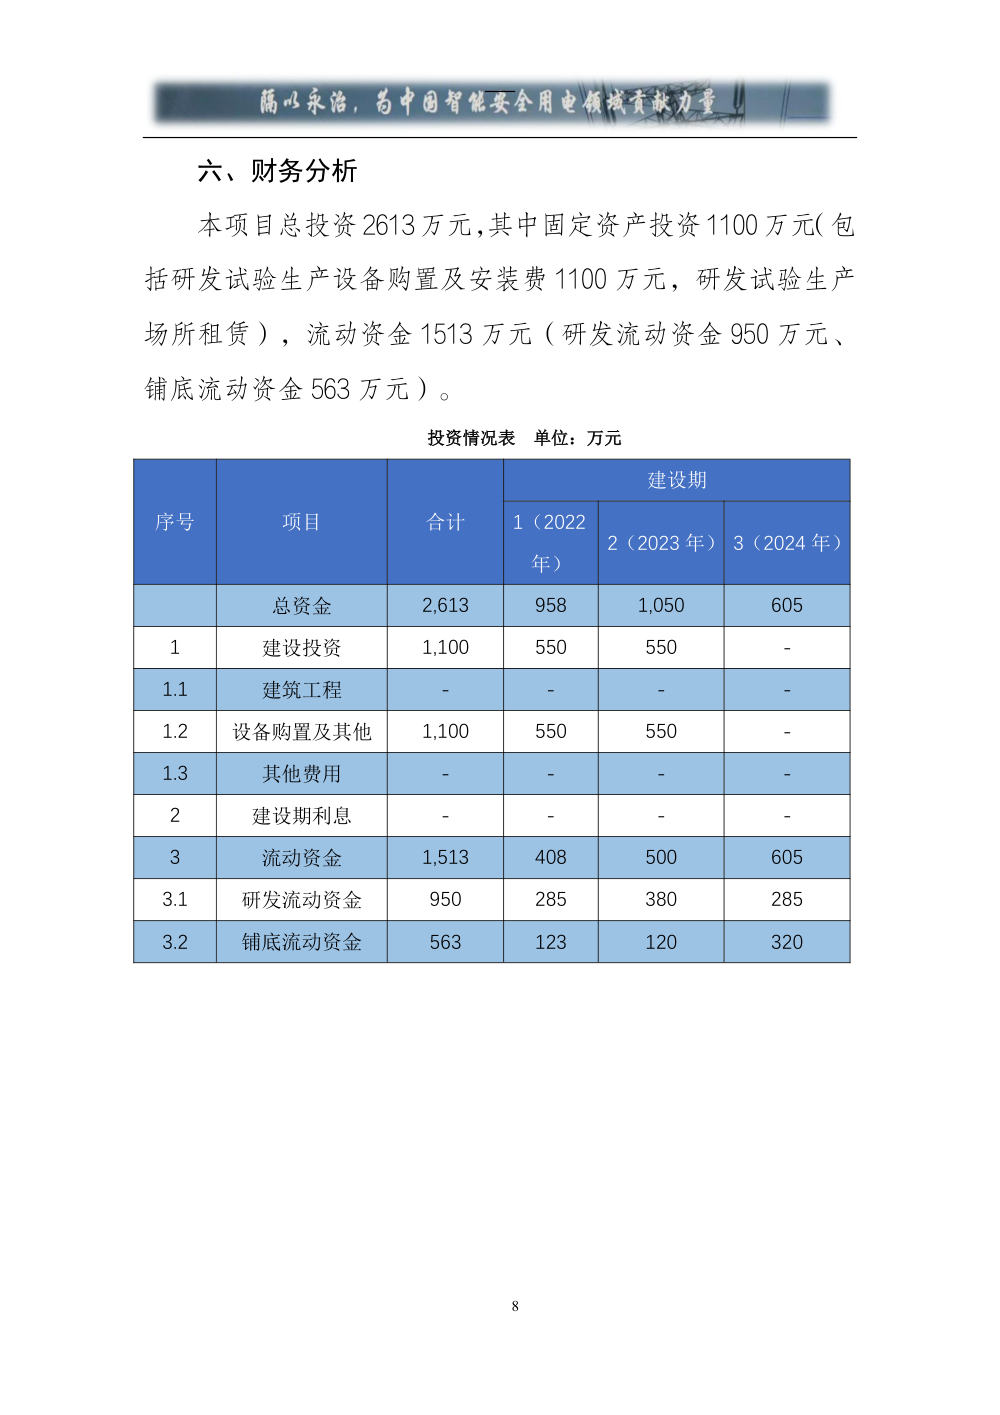 隔以永治，为中国智能安全用电领域贡献力量
六、财务分析
本项目总投资2613万元，其中固定资产投资1100万元（包
括研发试验生产设备购置及安装费1100万元，研发试验生产
场所租赁），流动资金1513万元（研发流动资金950万元、
铺底流动资金563万元）。
投资情况表 单位：万元
序号 项目 合计 建设期
1（2022年） 2（2023年） 3（2024年）
总资金 2,613 958 1,050 605
1 建设投资 1,100 550 550 -
1.1 建筑工程 - - - -
1.2 设备购置及其他 1,100 550 550 -
1.3 其他费用 - - - -
2 建设期利息 - - - -
3 流动资金 1,513 408 500 605
3.1 研发流动资金 950 285 380 285
3.2 铺底流动资金 563 123 120 320
8